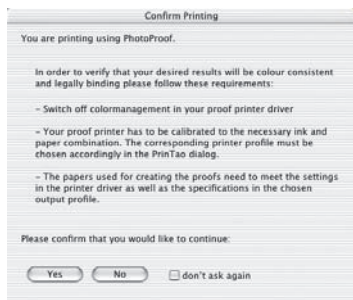 Confirm Printing
You are printing using PhotoProof.
In order to verify that your desired results will be colour consistent
and legally binding please follow these requirements:
– Switch off colormanagement in your proof printer driver
– Your proof printer has to be calibrated to the necessary ink and
paper combination. The corresponding printer profile must be
chosen accordingly in the PrinTao dialog.
– The papers used for creating the proofs need to meet the settings
in the printer driver as well as the specifications in the chosen
output profile.
Please confirm that you would like to continue:
Yes No don't ask again